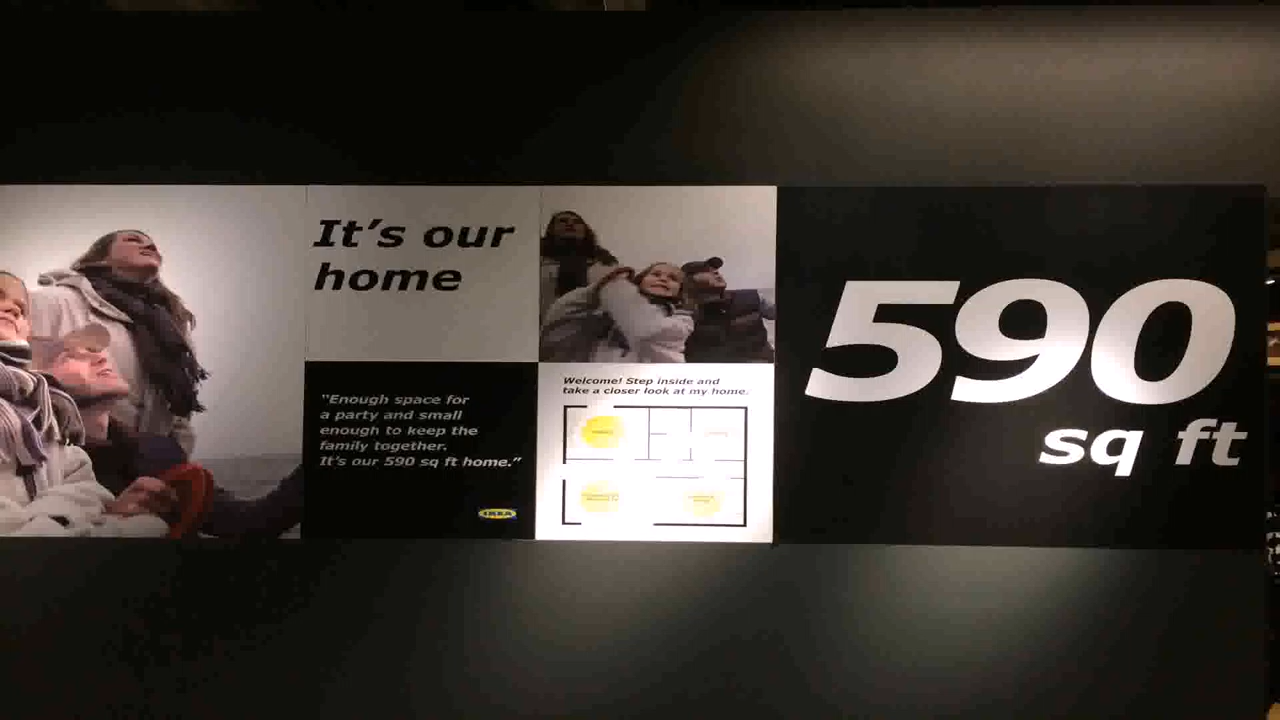 It's our
home
"Enough space for
a party and small
enough to keep the
family together.
It's our 590 sq ft home."
IKEA
Welcome! Step inside and
take a closer look at my home.
590
sq ft